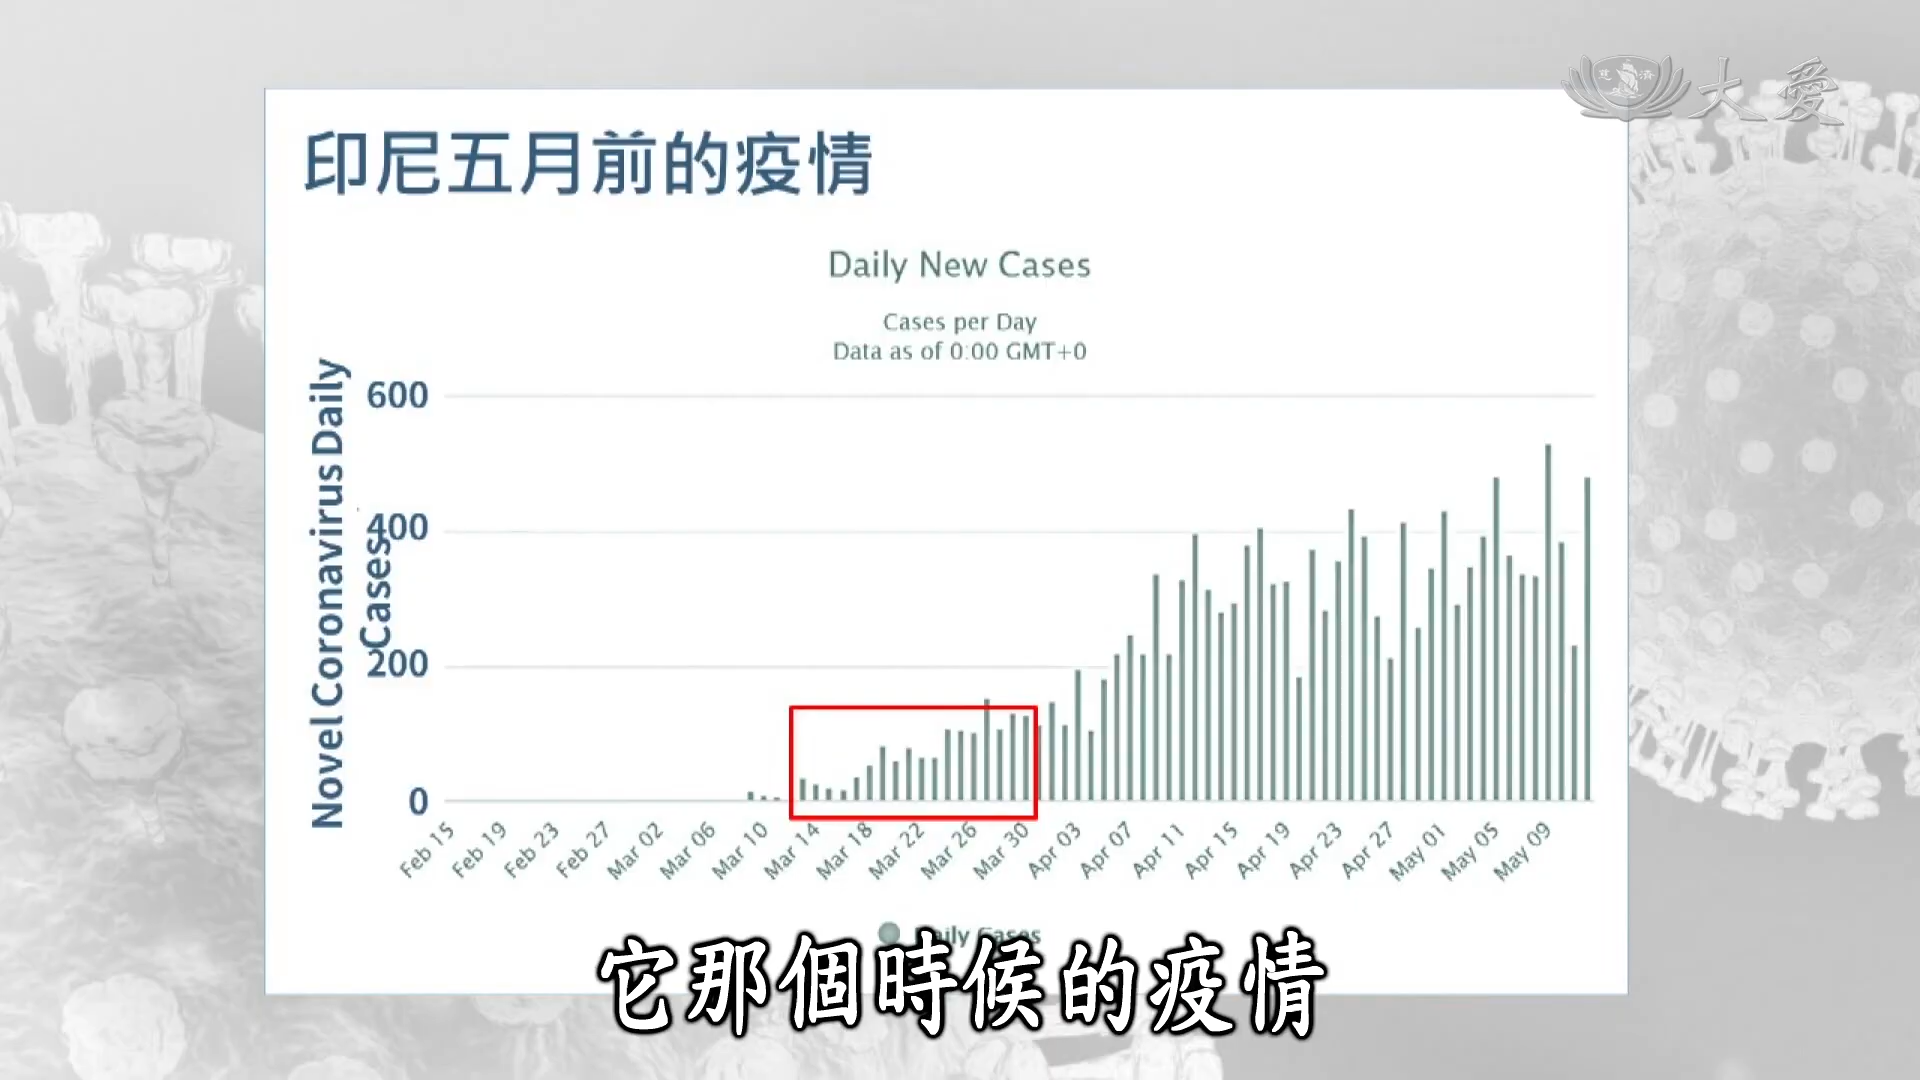 慈濟
大愛
印尼五月前的疫情
Daily New Cases
Cases per Day
Data as of 0:00 GMT+0
Novel Coronavirus Daily
Cases
600
400
200
0
Feb 15
Feb 19
Feb 23
Feb 27
Mar 02
Mar 06
Mar 10
Mar 14
Mar 18
Mar 22
Mar 26
Mar 30
Apr 03
Apr 07
Apr 11
Apr 15
Apr 19
Apr 23
Apr 27
May 01
May 05
May 09
Daily Cases
它那個時候的疫情